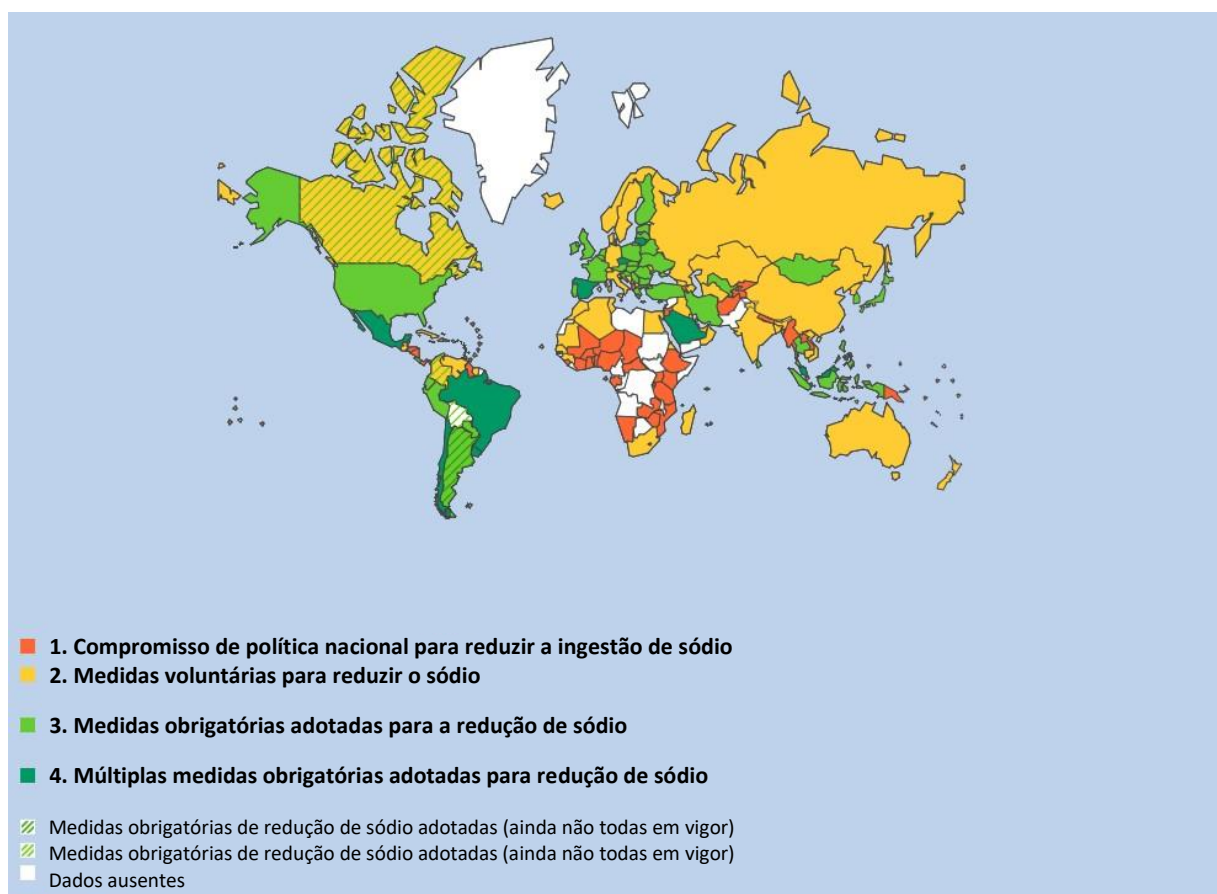 1. Compromisso de política nacional para reduzir a ingestão de sódio
2. Medidas voluntárias para reduzir o sódio
3. Medidas obrigatórias adotadas para a redução de sódio
4. Múltiplas medidas obrigatórias adotadas para redução de sódio
Medidas obrigatórias de redução de sódio adotadas (ainda não todas em vigor)
Medidas obrigatórias de redução de sódio adotadas (ainda não todas em vigor)
Dados ausentes